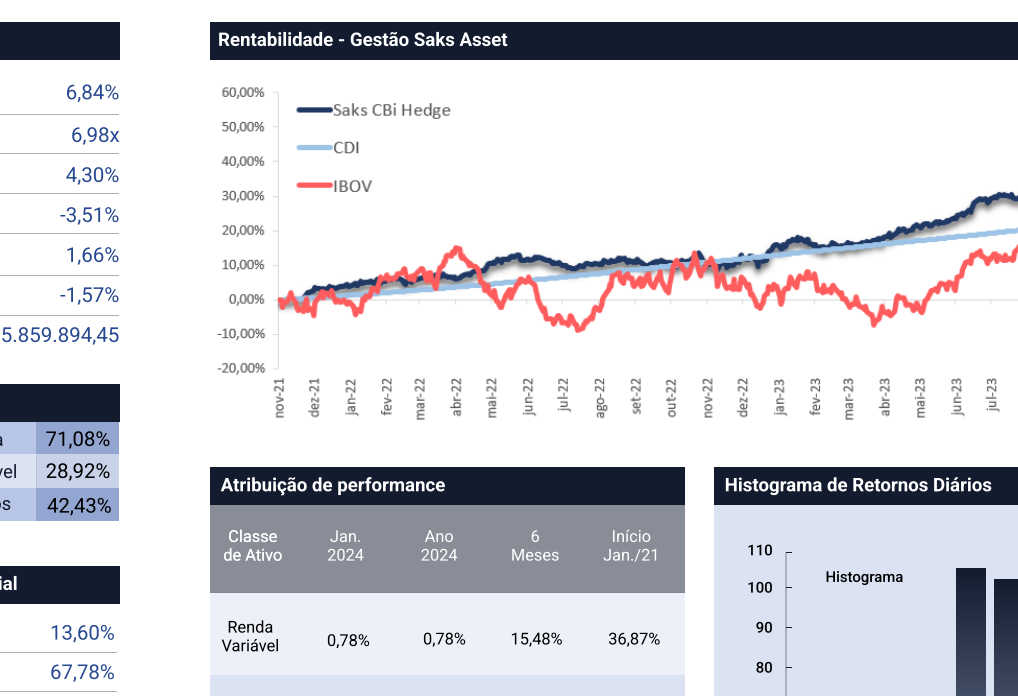 6,84%
6,98x
4,30%
-3,51%
1,66%
-1,57%
5.859.894,45
71,08%
vel 28,92%
os 42,43%
ial
13,60%
67,78%
Rentabilidade - Gestão Saks Asset
60,00%
50,00%
40,00%
30,00%
20,00%
10,00%
0,00%
-10,00%
-20,00%
Saks CBi Hedge
CDI
IBOV
nov-21
dez-21
jan-22
fev-22
mar-22
abr-22
mai-22
jun-22
jul-22
ago-22
set-22
out-22
nov-22
dez-22
jan-23
fev-23
mar-23
abr-23
mai-23
jun-23
jul-23
Atribuição de performance
Classe de Ativo
Jan. 2024
Ano 2024
6 Meses
Início Jan./21
Renda Variável
0,78% 0,78% 15,48% 36,87%
Histograma de Retornos Diários
Histograma
110
100
90
80